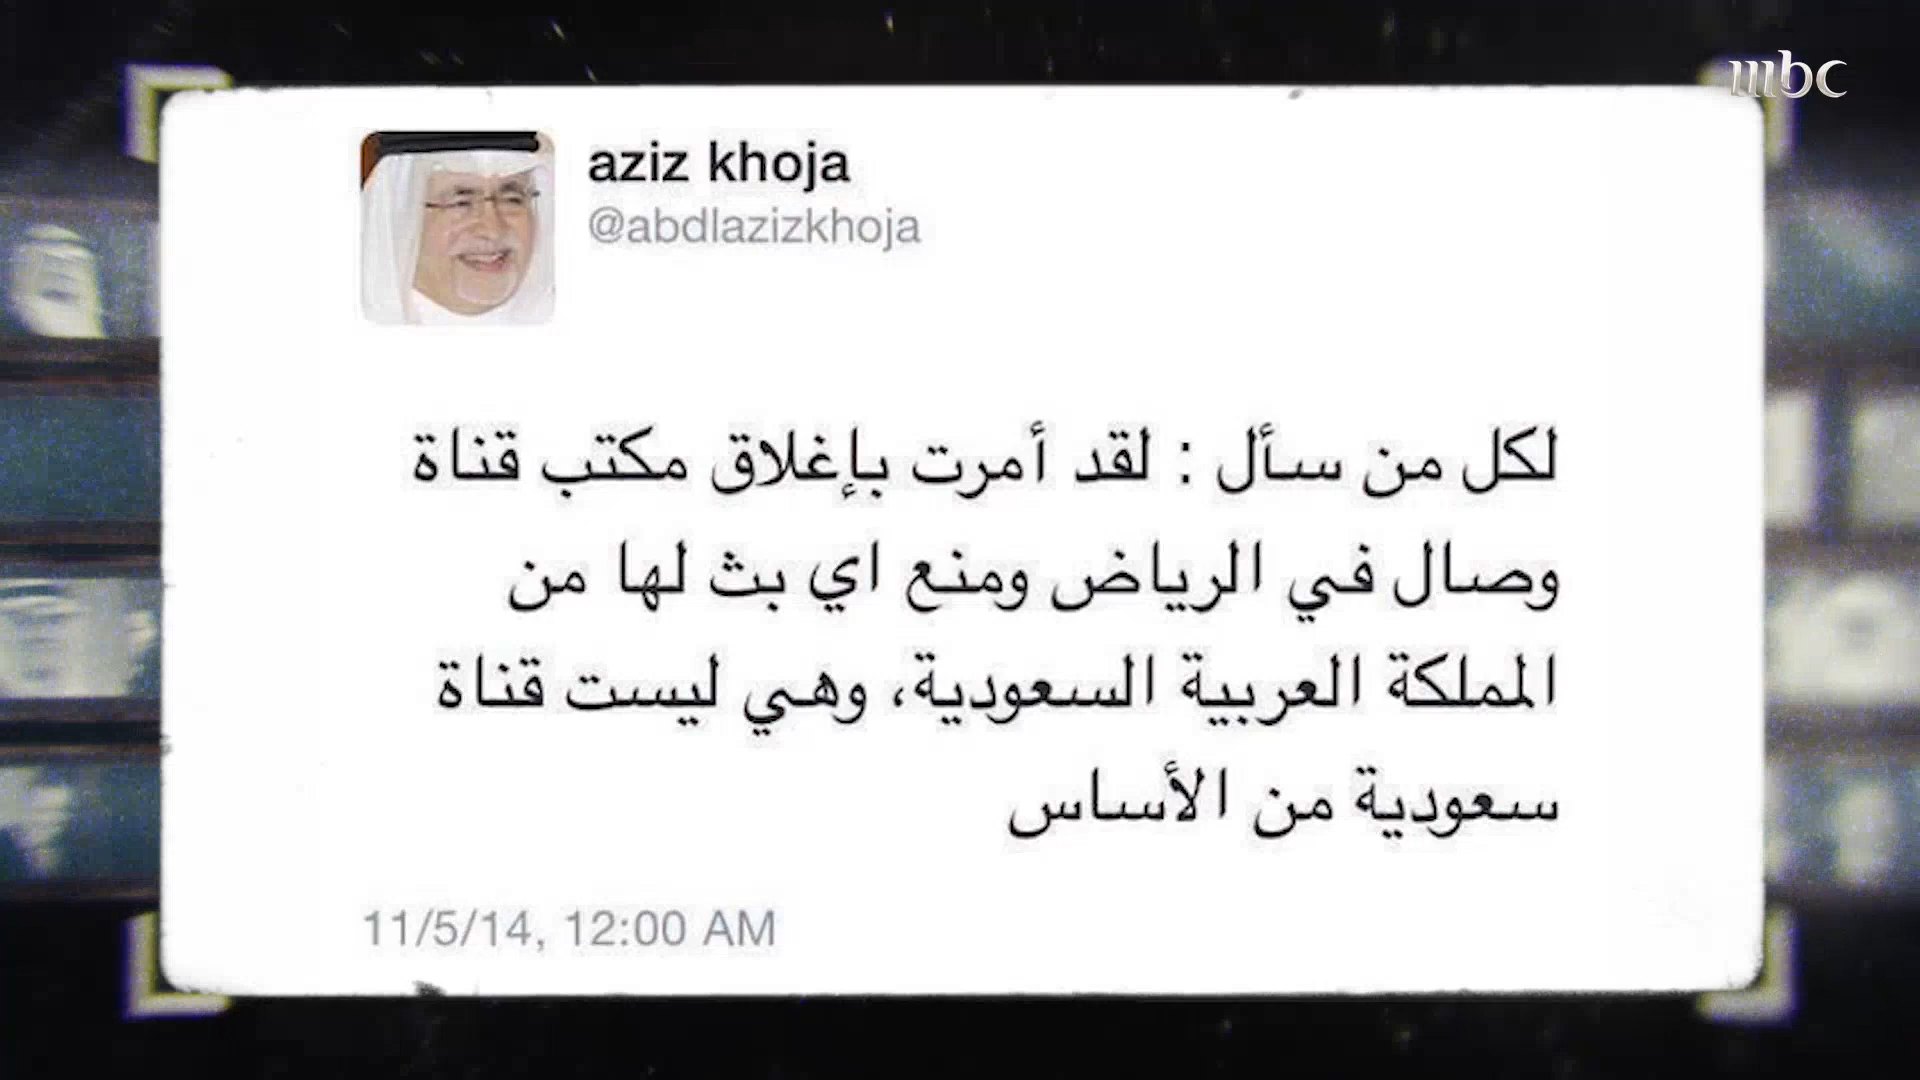 mbc
aziz khoja
@abdlazizkhoja
لكل من سأل : لقد أمرت بإغلاق مكتب قناة
وصال في الرياض ومنع اي بث لها من
المملكة العربية السعودية، وهي ليست قناة
سعودية من الأساس
11/5/14, 12:00 AM